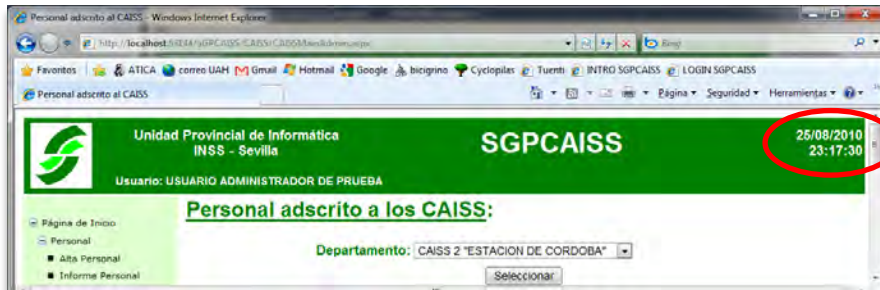 Personal adscrito al CAISS - Windows Internet Explorer
http://localhost
Bing
Favoritos ATICA correo UAH Gmail Hotmail Google bicigrino Cyclopilas Tuenti INTRO SGPCAISS LOGIN SGPCAISS
Personal adscrito al CAISS Página Seguridad Herramientas
Unidad Provincial de Informática
INSS - Sevilla
SGPCAISS
25/08/2010
23:17:30
Usuario: USUARIO ADMINISTRADOR DE PRUEBA
Personal adscrito a los CAISS:
Página de Inicio
Personal
Alta Personal
Informe Personal
Departamento: CAISS 2 "ESTACION DE CORDOBA"
Seleccionar